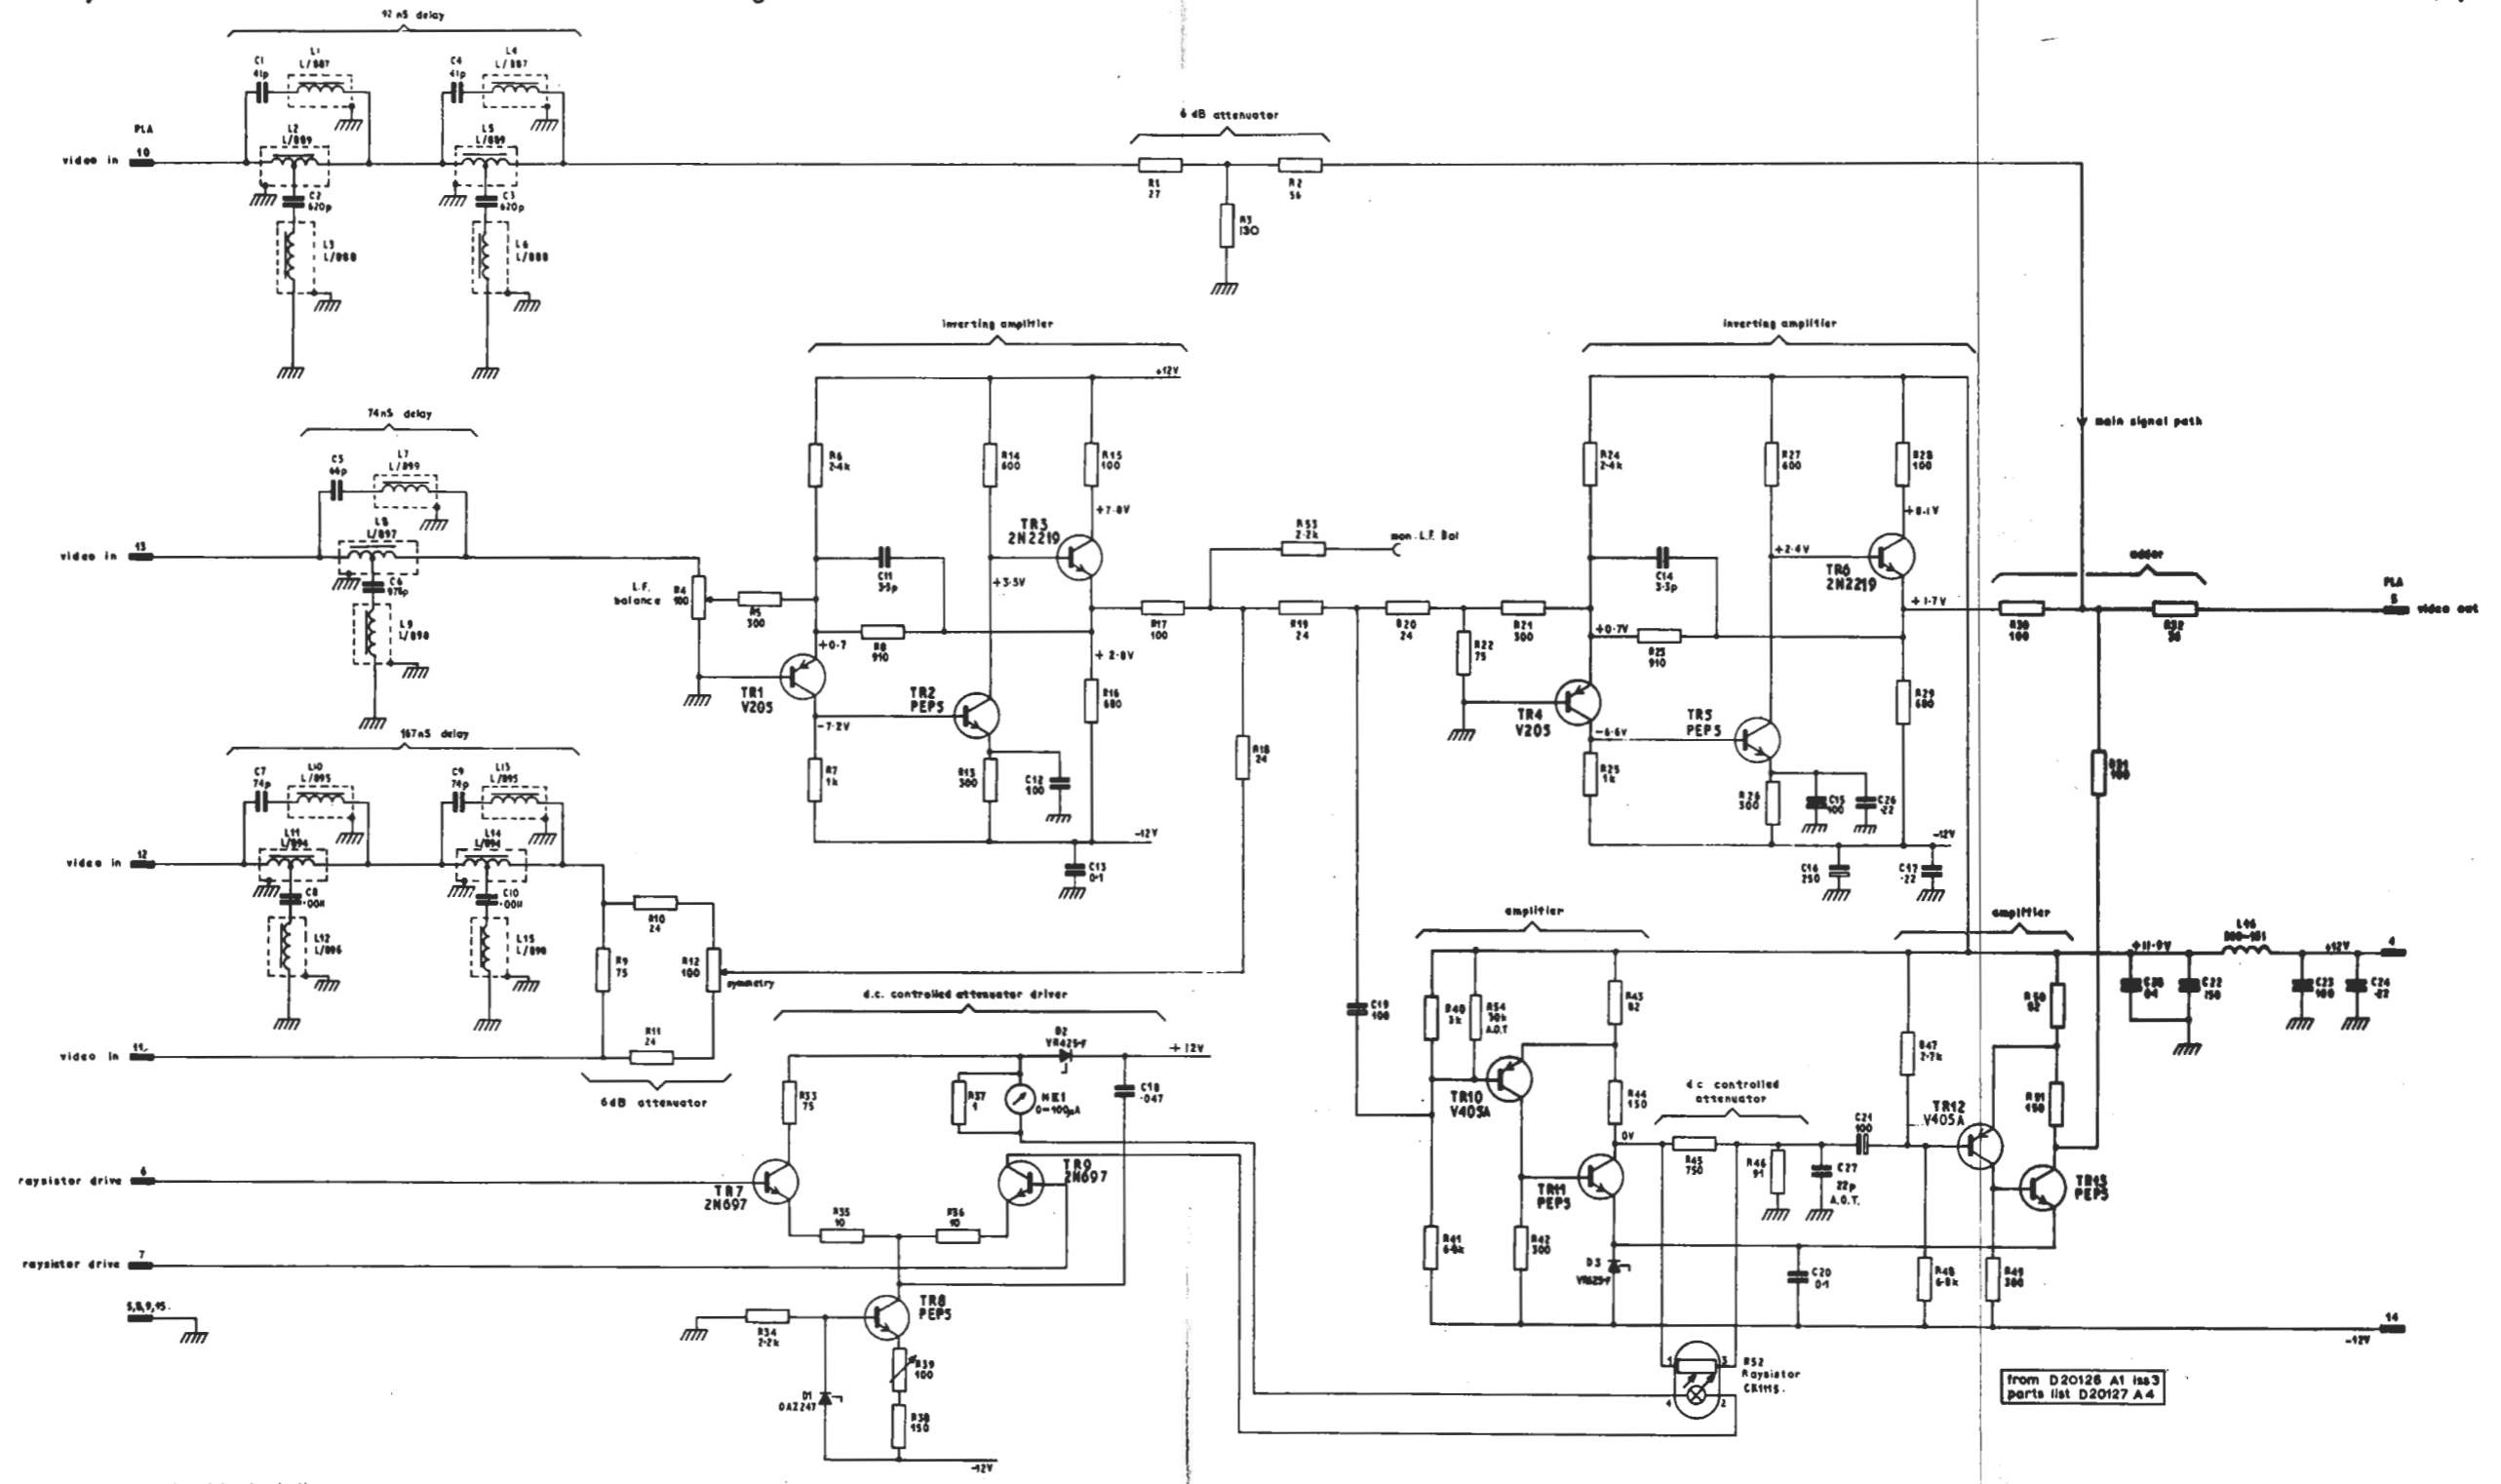 92 nS delay
C1
41p
L1
L/887
C4
41p
L4
L/887
6 dB attenuator
PLA
10
video in
L2
L/889
L5
L/889
R1
27
R2
56
C2
620p
C3
620p
R3
130
L3
L/888
L6
L/888
inverting amplifier
inverting amplifier
+12V
74nS delay
main signal path
C5
66p
L7
L/899
R6
2·4k
R14
600
R15
100
R24
2·4k
R27
600
R28
100
+7·8V
+8·1V
L8
L/897
TR3
2N2219
R53
2·2k
mon. L.F. Bal
13
video in
C11
3·3p
C14
3·3p
+2·4V
TR6
2N2219
adder
C6
976p
+3·5V
L.F.
balance
R4
100
R5
300
PLA
5
video out
+1·7V
L9
L/898
R17
100
R19
24
R20
24
R21
300
R30
100
R32
56
+0·7
R8
910
+2·8V
R22
75
+0·7V
R23
910
TR1
V205
TR2
PEP5
R16
680
TR4
V205
TR5
PEP5
R29
680
-7·2V
-6·6V
167nS delay
C7
74p
L10
L/895
C9
74p
L13
L/895
R7
1k
R13
300
C12
100
R18
24
R25
1k
R26
300
C15
100
C26
·22
R31
100
-12V
-12V
L11
L/894
L14
L/894
12
video in
C13
0·1
C16
250
C17
·22
C8
·0011
C10
·0011
R10
24
amplifier
amplifier
L16
+11·9V
+12V
4
L12
L/896
L15
L/898
R9
75
R12
100
symmetry
d.c. controlled attenuator driver
C19
100
R40
3k
R54
30k
A.O.T
R43
82
R50
82
C22
150
C23
100
C24
·22
11
video in
R11
24
D2
VR425-F
+12V
R47
2·7k
6dB attenuator
R33
75
R37
1
ME1
0-100µA
C18
·047
TR10
V405A
R44
150
d c controlled
attenuator
C21
100
TR12
V405A
150
0V
6
raysistor drive
TR7
2N697
TR9
2N697
R45
750
R46
91
C27
22p
A.O.T.
TR11
PEP5
TR13
PEP5
R35
10
R36
10
7
raysistor drive
R41
6·8k
R42
300
D3
VR625-F
C20
0·1
R48
6·8k
R49
300
TR8
PEP5
R34
2·2k
14
-12V
R39
100
R52
Raysistor
CK1115.
1
3
4
2
D1
OAZ247
R38
150
-12V
from D20126 A1 iss3
parts list D20127 A4